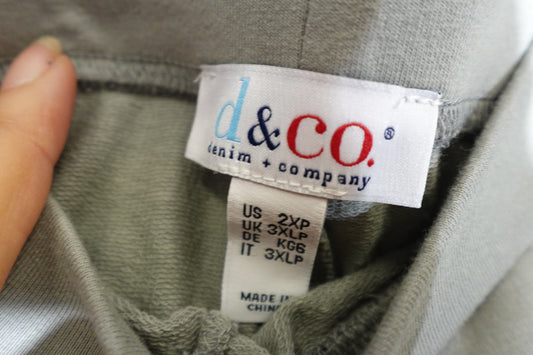 d&co.®
denim + company
US 2XP
UK 3XLP
DE KG6
IT 3XLP
MADE IN
CHINA